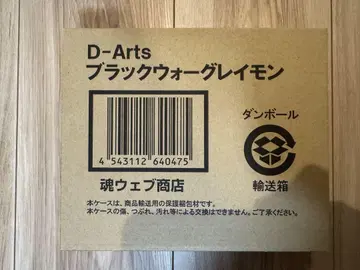 D-Arts
ブラックウォーグレイモン
ダンボール
4 543112 640475
魂ウェブ商店
輸送箱
本ケースは、商品輸送用の保護梱包材です。
本ケースの傷、つぶれ、汚れ等による交換はできません。ご了承ください。